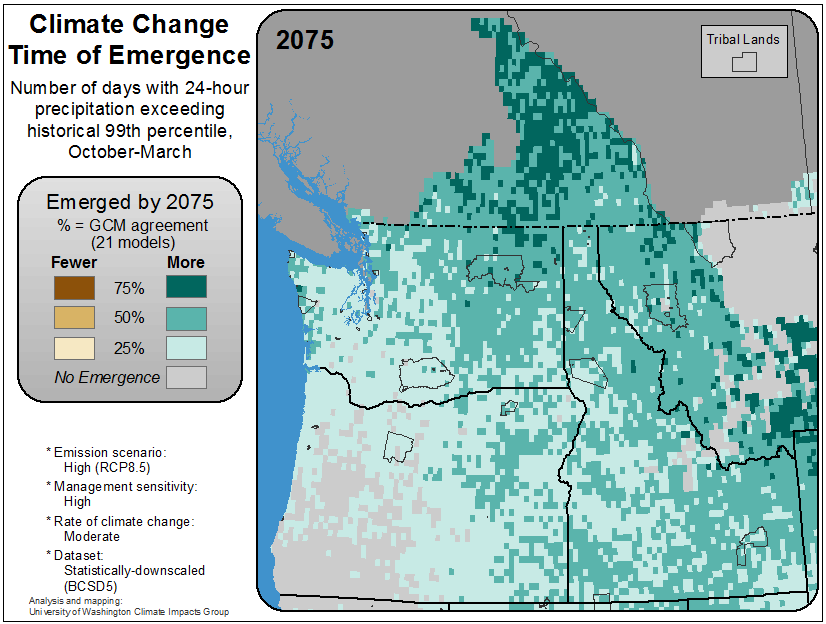 Climate Change
Time of Emergence
Number of days with 24-hour
precipitation exceeding
historical 99th percentile,
October-March
Emerged by 2075
% = GCM agreement
(21 models)
Fewer More
75%
50%
25%
No Emergence
* Emission scenario:
High (RCP8.5)
* Management sensitivity:
High
* Rate of climate change:
Moderate
* Dataset:
Statistically-downscaled
(BCSD5)
Analysis and mapping:
University of Washington Climate Impacts Group
2075
Tribal Lands